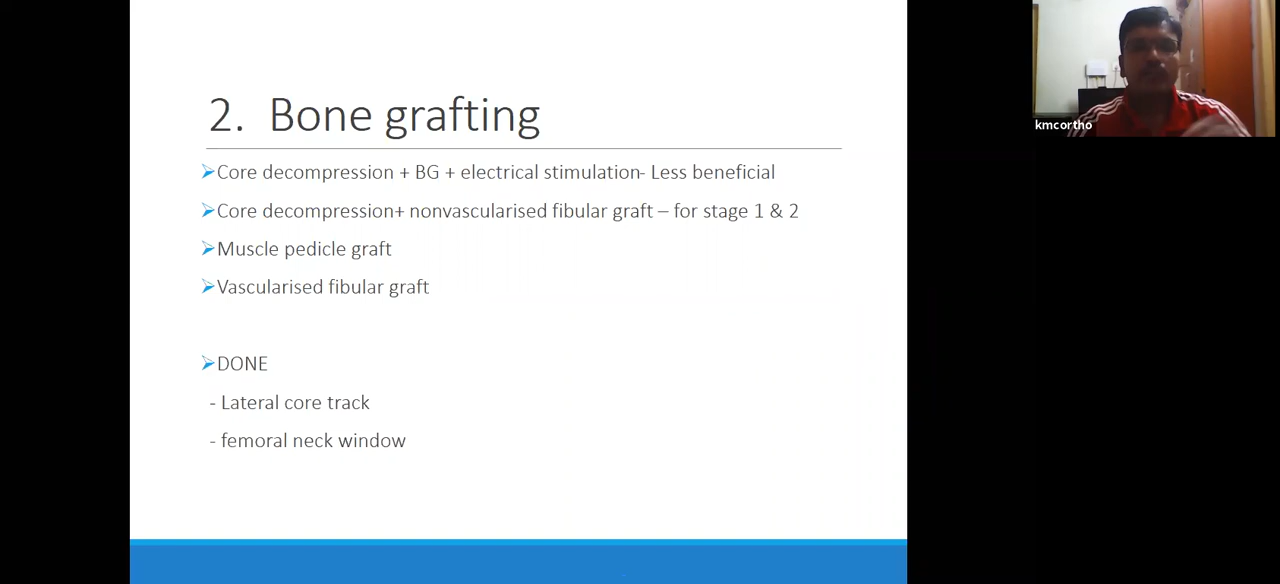 2. Bone grafting
Core decompression + BG + electrical stimulation- Less beneficial
Core decompression+ nonvascularised fibular graft – for stage 1 & 2
Muscle pedicle graft
Vascularised fibular graft
DONE
- Lateral core track
- femoral neck window
kmcortho